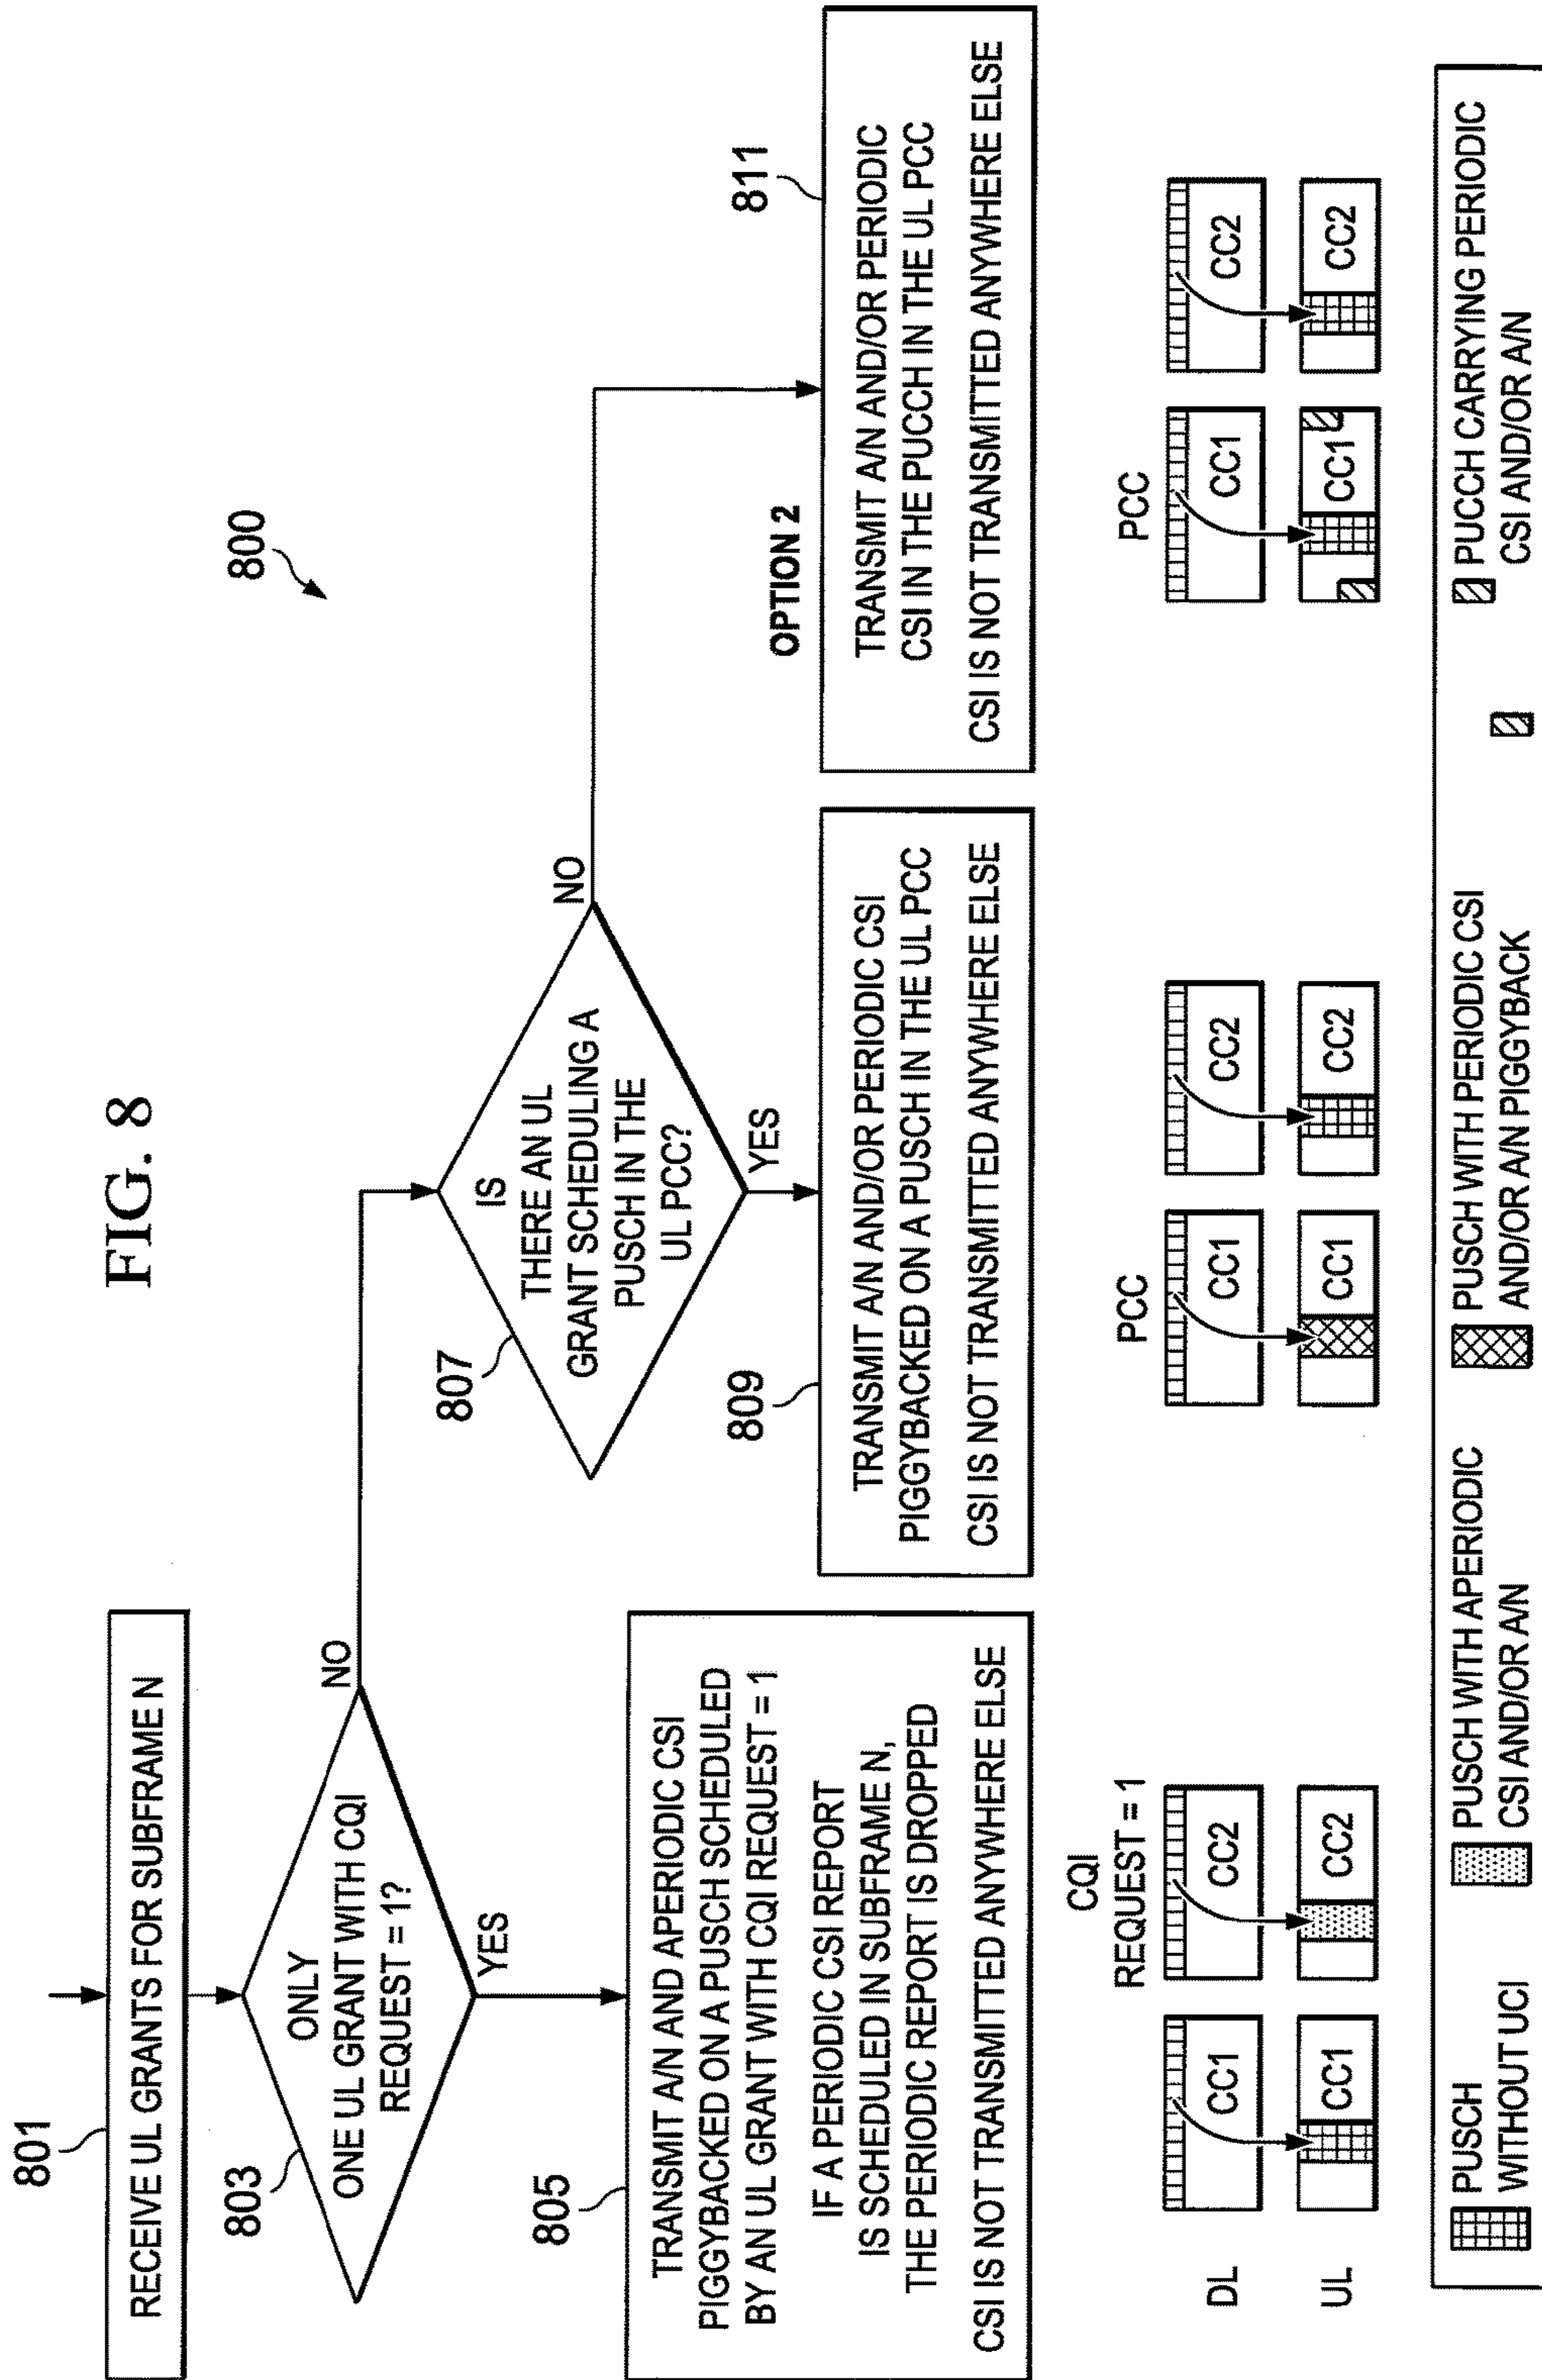 FIG. 8
800
801
RECEIVE UL GRANTS FOR SUBFRAME N
803
ONLY
ONE UL GRANT WITH CQI
REQUEST = 1?
NO
YES
805
TRANSMIT A/N AND APERIODIC CSI
PIGGYBACKED ON A PUSCH SCHEDULED
BY AN UL GRANT WITH CQI REQUEST = 1
IF A PERIODIC CSI REPORT
IS SCHEDULED IN SUBFRAME N,
THE PERIODIC REPORT IS DROPPED
CSI IS NOT TRANSMITTED ANYWHERE ELSE
807
IS
THERE AN UL
GRANT SCHEDULING A
PUSCH IN THE
UL PCC?
NO
YES
809
TRANSMIT A/N AND/OR PERIODIC CSI
PIGGYBACKED ON A PUSCH IN THE UL PCC
CSI IS NOT TRANSMITTED ANYWHERE ELSE
OPTION 2
811
TRANSMIT A/N AND/OR PERIODIC
CSI IN THE PUCCH IN THE UL PCC
CSI IS NOT TRANSMITTED ANYWHERE ELSE
CQI
REQUEST = 1
PCC
PCC
DL
CC1
CC2
CC1
CC2
CC1
CC2
UL
CC1
CC2
CC1
CC2
CC1
CC2
PUSCH
WITHOUT UCI
PUSCH WITH APERIODIC
CSI AND/OR A/N
PUSCH WITH PERIODIC CSI
AND/OR A/N PIGGYBACK
PUCCH CARRYING PERIODIC
CSI AND/OR A/N